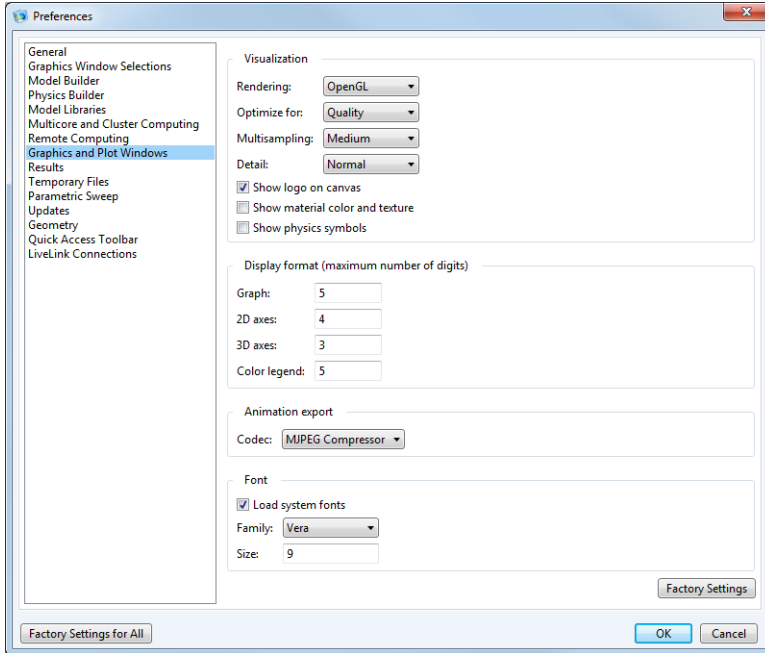 Preferences
General
Graphics Window Selections
Model Builder
Physics Builder
Model Libraries
Multicore and Cluster Computing
Remote Computing
Graphics and Plot Windows
Results
Temporary Files
Parametric Sweep
Updates
Geometry
Quick Access Toolbar
LiveLink Connections
Visualization
Rendering: OpenGL
Optimize for: Quality
Multisampling: Medium
Detail: Normal
Show logo on canvas
Show material color and texture
Show physics symbols
Display format (maximum number of digits)
Graph: 5
2D axes: 4
3D axes: 3
Color legend: 5
Animation export
Codec: MJPEG Compressor
Font
Load system fonts
Family: Vera
Size: 9
Factory Settings
Factory Settings for All
OK
Cancel